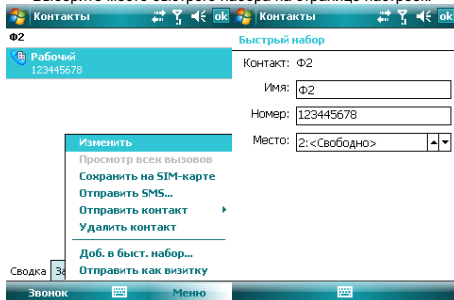 Выберите место быстрого набора на странице настроек.
Контакты ok
Ф2
Рабочий
123445678
Изменить
Просмотр всех вызовов
Сохранить на SIM-карте
Отправить SMS...
Отправить контакт
Удалить контакт
Доб. в быст. набор...
Отправить как визитку
Сводка За
Звонок Меню
Контакты ok
Быстрый набор
Контакт: Ф2
Имя: Ф2
Номер: 123445678
Место: 2:<Свободно>